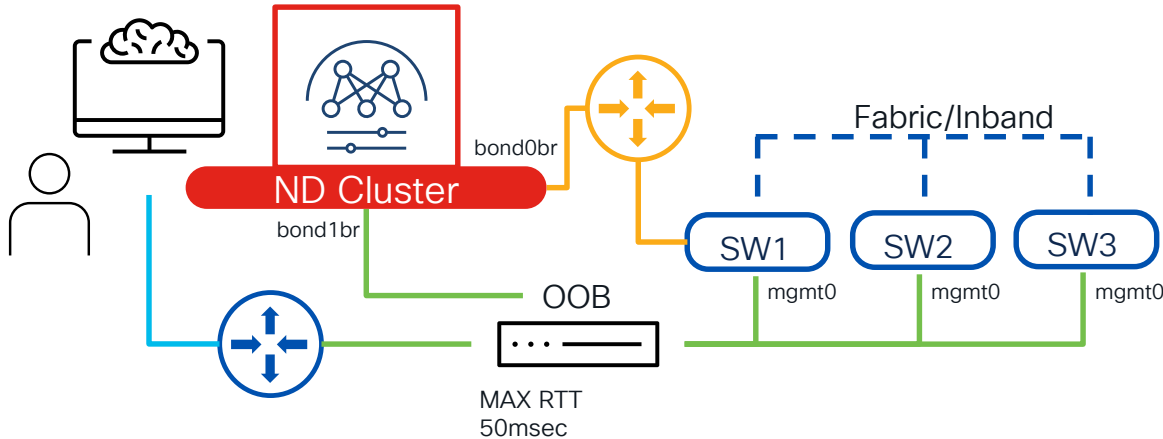 bond0br
Fabric/Inband
ND Cluster
bond1br
SW1
SW2
SW3
mgmt0
mgmt0
mgmt0
OOB
MAX RTT
50msec